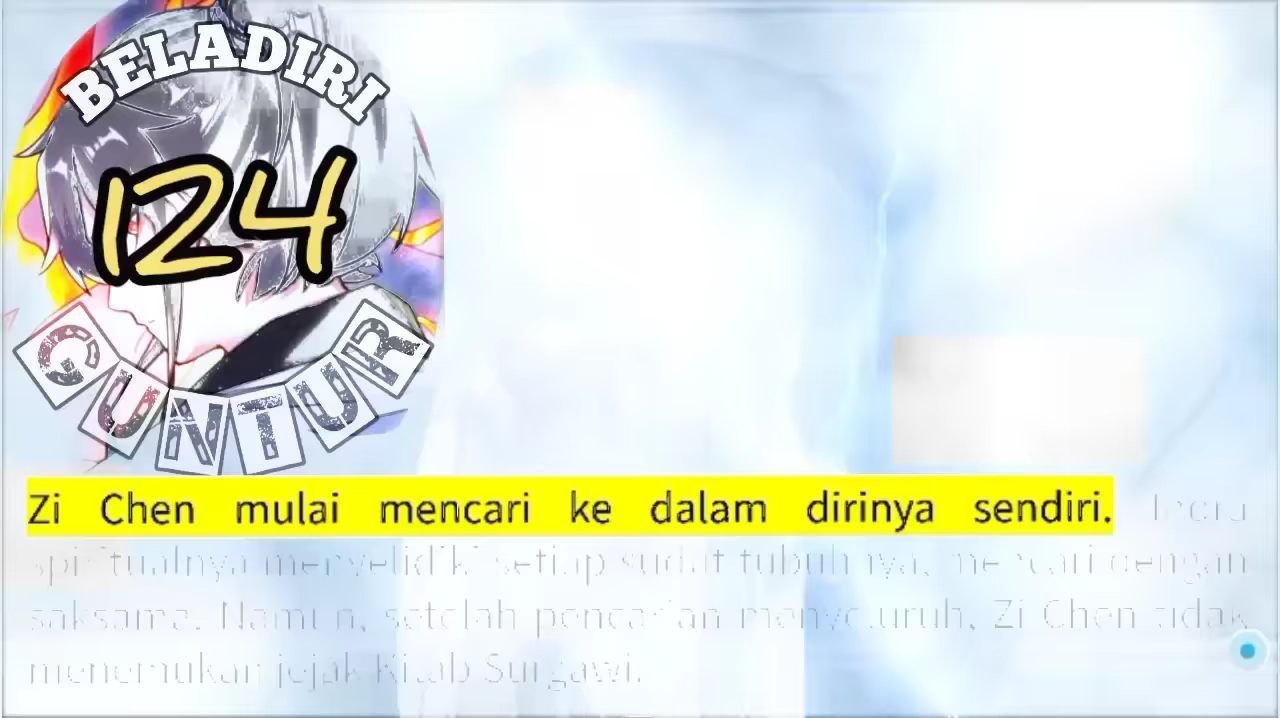 BELADIRI
124
GUNTUR
Zi Chen mulai mencari ke dalam dirinya sendiri. Indra
spiritualnya menyelidiki setiap sudut tubuhnya, mencari dengan
saksama. Namun, setelah pencarian menyeluruh, Zi Chen tidak
menemukan jejak Kitab Surgawi.